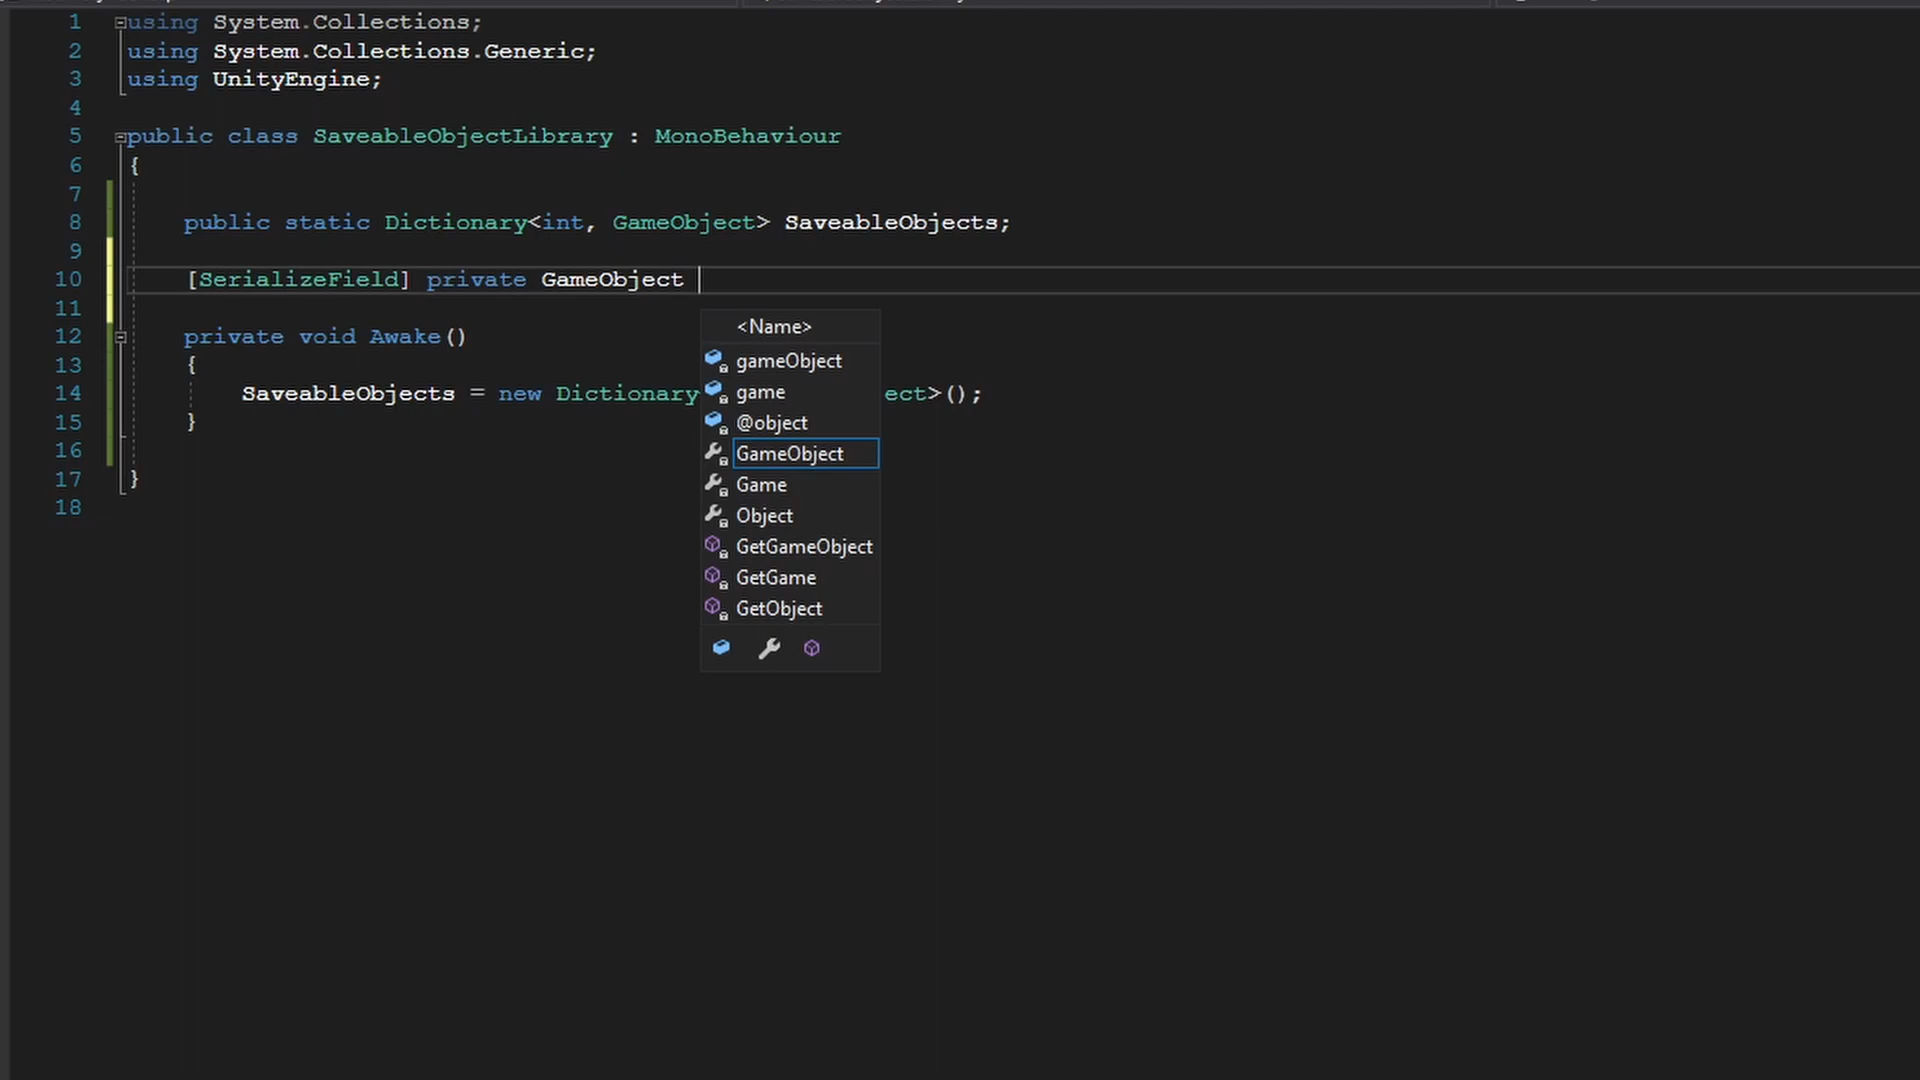 1 using System.Collections;
2 using System.Collections.Generic;
3 using UnityEngine;
4
5 public class SaveableObjectLibrary : MonoBehaviour
6 {
7
8 public static Dictionary<int, GameObject> SaveableObjects;
9
10 [SerializeField] private GameObject
11
12 private void Awake()
13 {
14 SaveableObjects = new Dictionary ect>();
15 }
16
17 }
18
<Name>
gameObject
game
@object
GameObject
Game
Object
GetGameObject
GetGame
GetObject